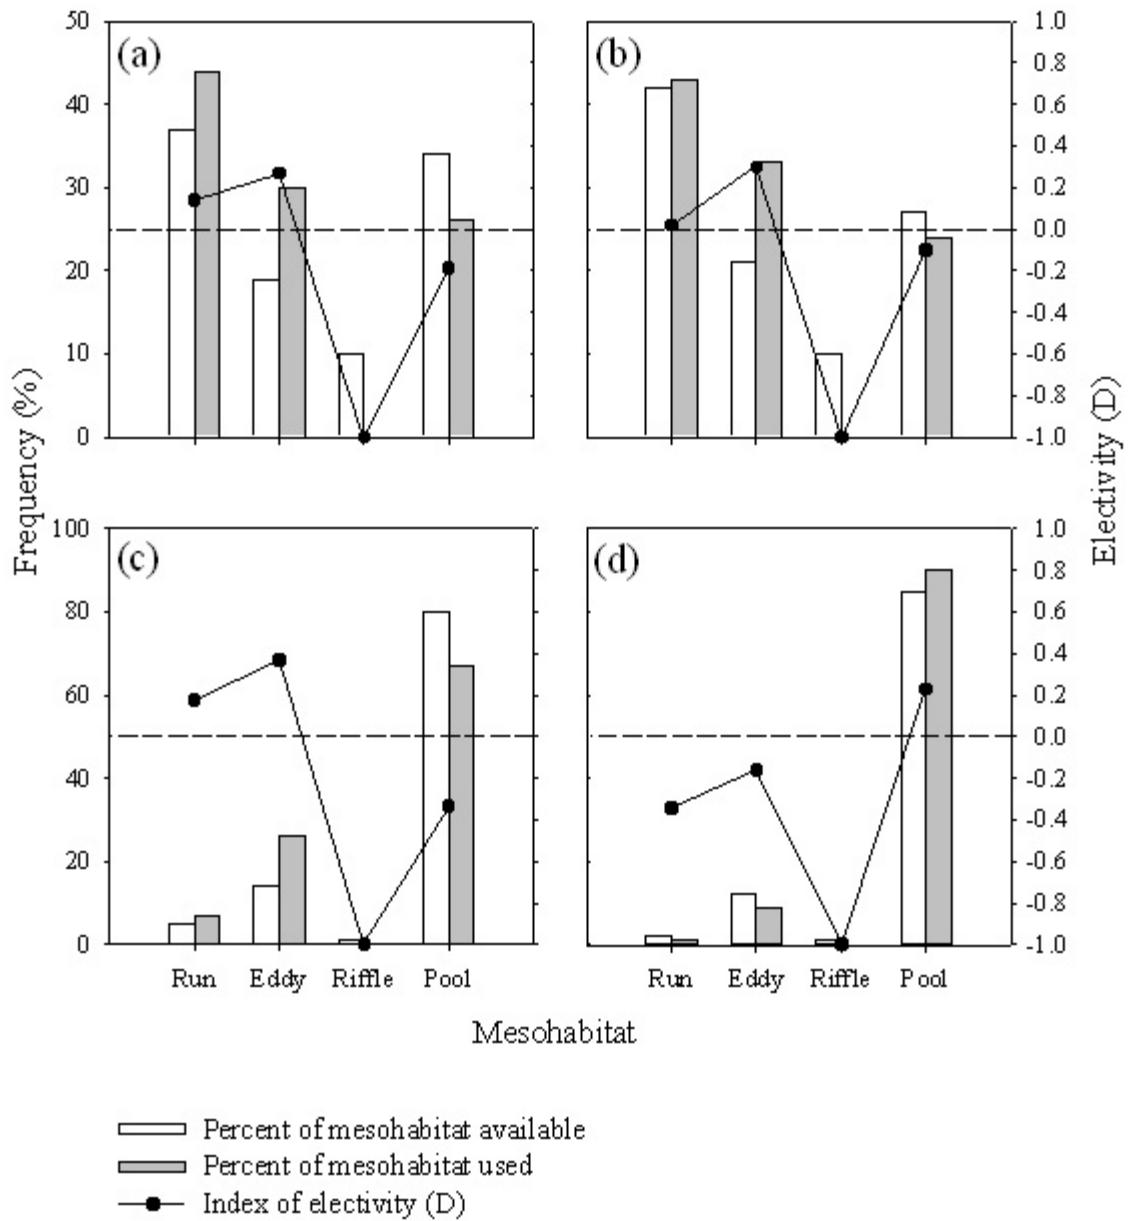 50
40
30
20
10
0
(a)
(b)
1.0
0.8
0.6
0.4
0.2
0.0
-0.2
-0.4
-0.6
-0.8
-1.0
Frequency (%)
Electivity (D)
100
80
60
40
20
0
(c)
(d)
1.0
0.8
0.6
0.4
0.2
0.0
-0.2
-0.4
-0.6
-0.8
-1.0
Run Eddy Riffle Pool
Run Eddy Riffle Pool
Mesohabitat
Percent of mesohabitat available
Percent of mesohabitat used
Index of electivity (D)